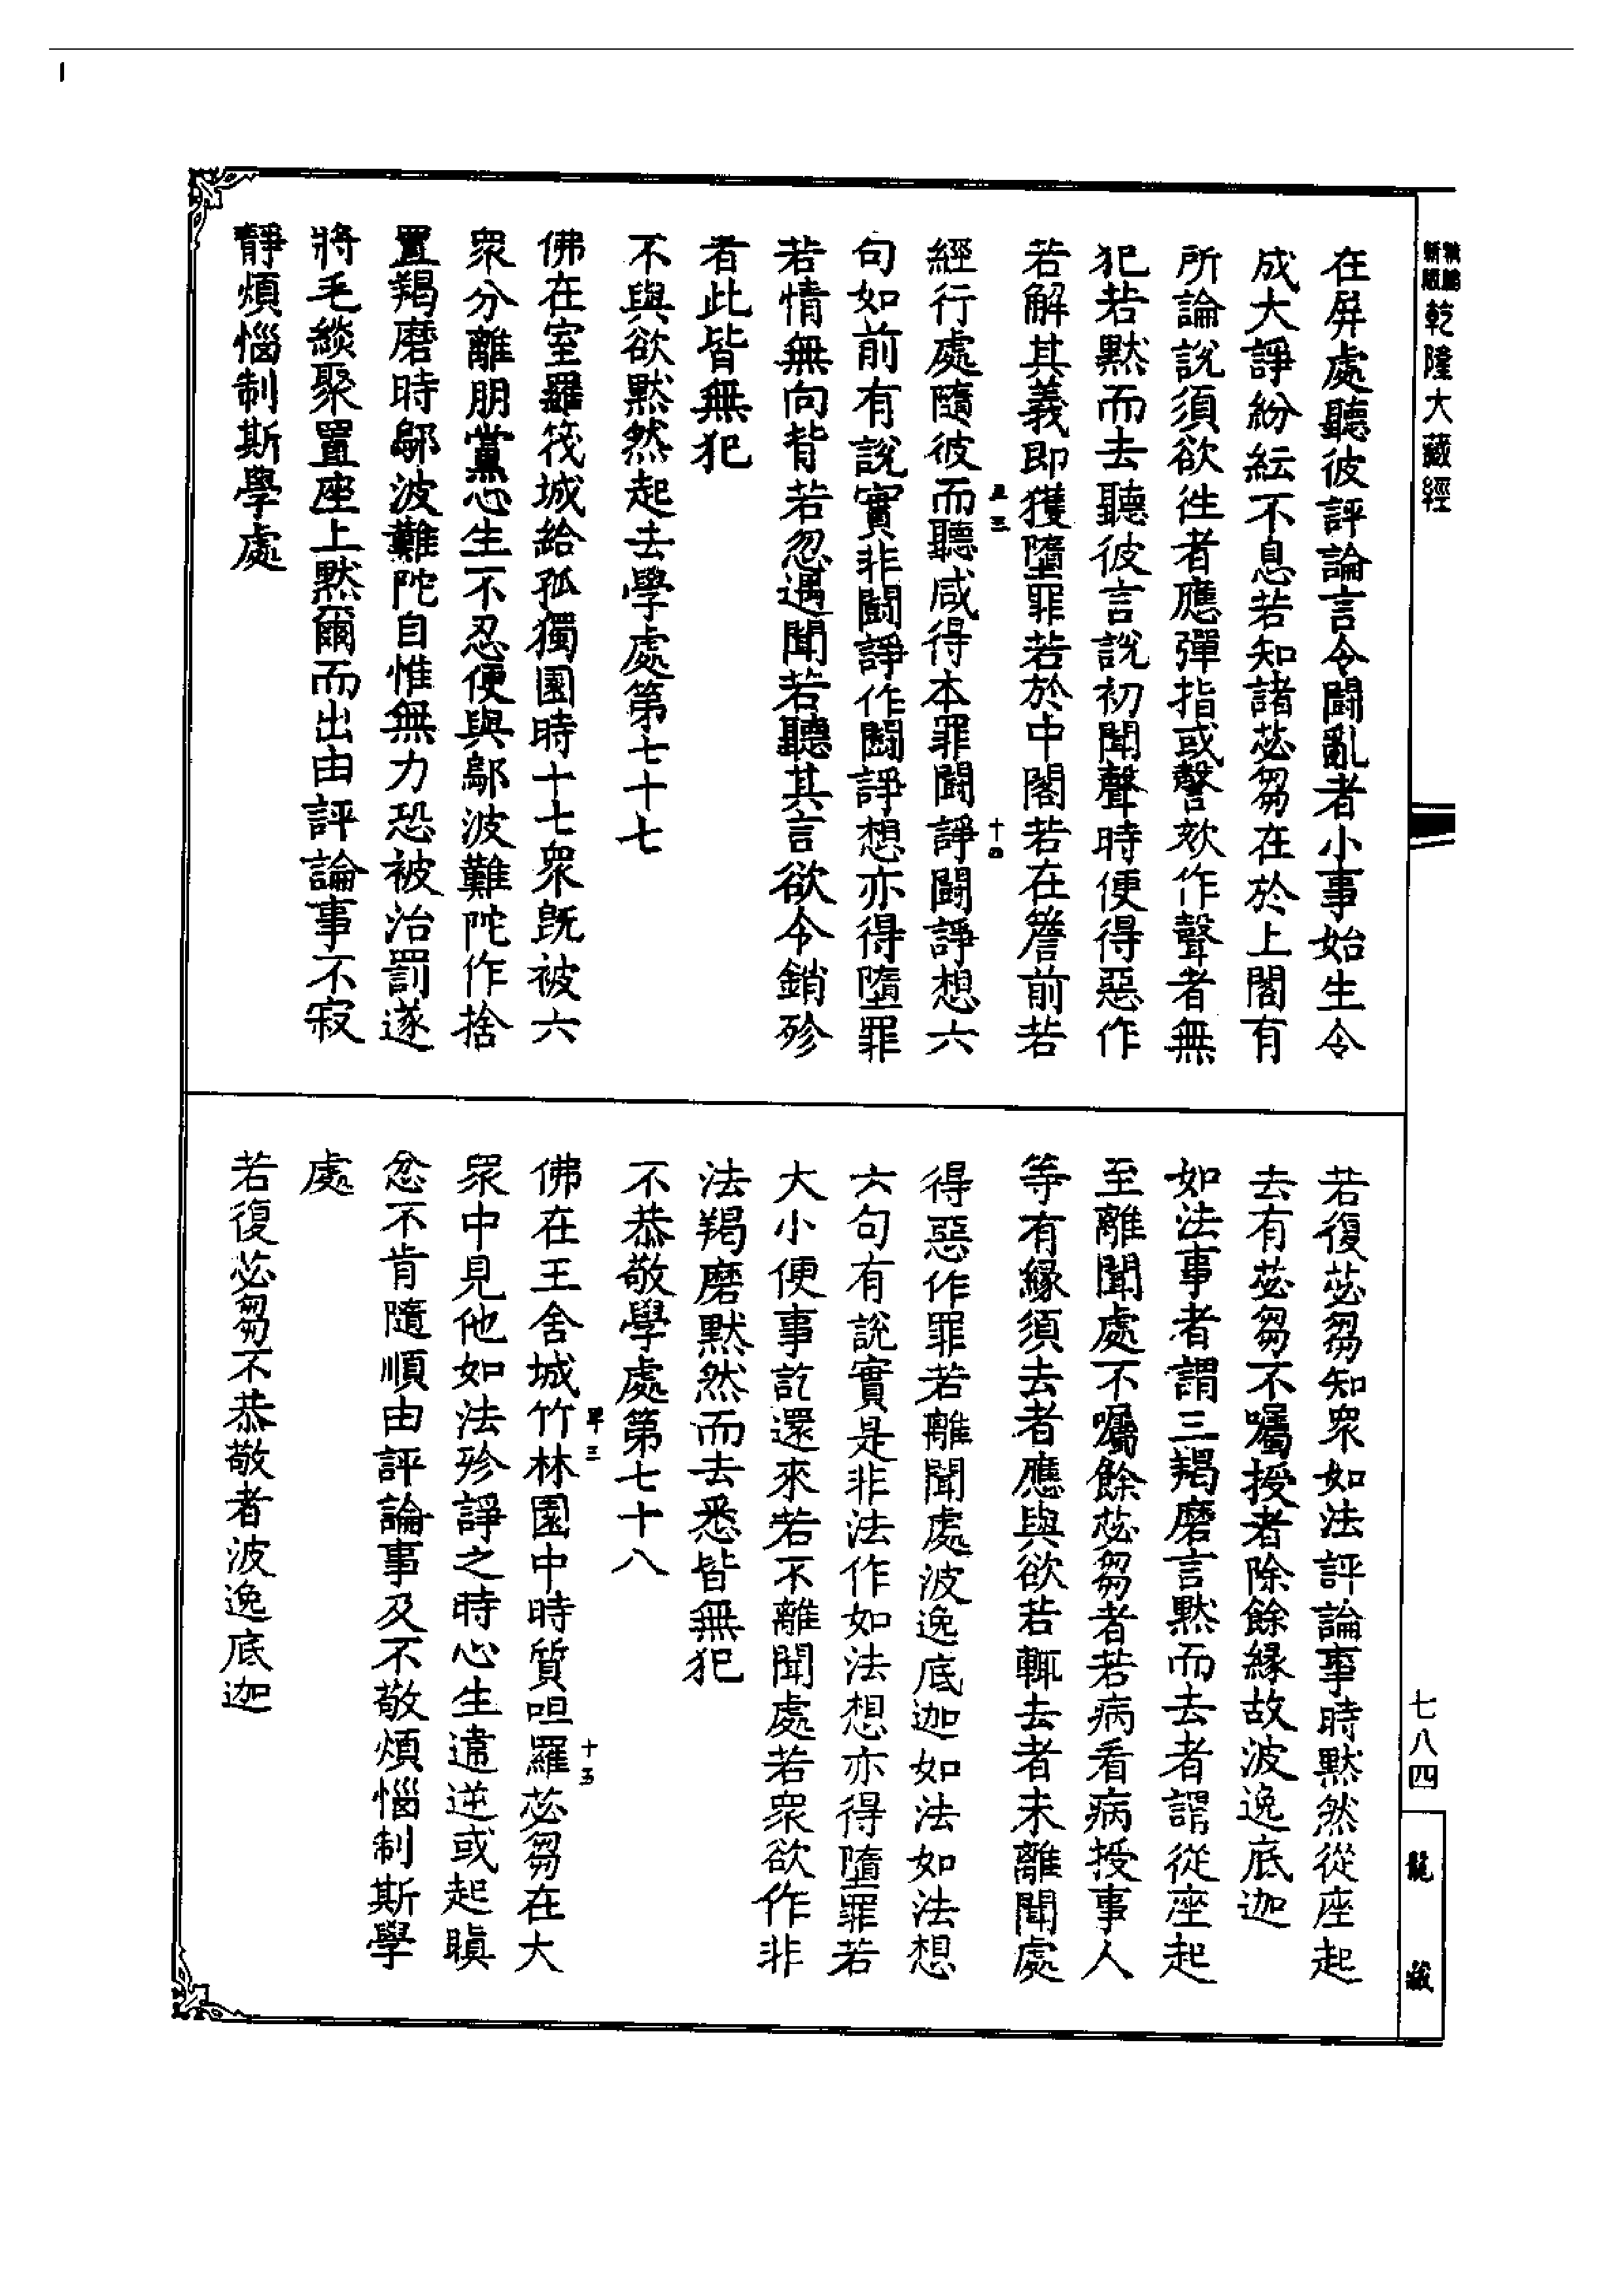 乾隆大藏經
在屏處聽彼評論言令鬪亂者小事始生令
成大諍紛紜不息若知諸苾芻在於上閣有
所論說須欲往者應彈指或謦欬作聲者無
犯若默而去聽彼言說初聞聲時便得惡作
若解其義即獲墮罪若於中閣若在簷前若
經行處隨彼而聽咸得本罪鬪諍鬪諍想六
句如前有說實非鬪諍作鬪諍想亦得墮罪
若情無向背若忽遇聞若聽其言欲令銷殄
者此皆無犯
不與欲默然起去學處第七十七
佛在室羅筏城給孤獨園時十七衆旣被六
衆分離朋黨心生不忍便與鄔波難陀作捨
置羯磨時鄔波難陀自惟無力恐被治罰遂
將毛緂聚置座上默爾而出由評論事不寂
靜煩惱制斯學處
若復苾芻知衆如法評論事時默然從座起
去有苾芻不囑授者除餘緣故波逸底迦
如法事者謂三羯磨言默而去者謂從座起
至離聞處不囑餘苾芻者若病看病授事人
等有緣須去者應與欲若輒去者未離聞處
得惡作罪若離聞處波逸底迦如法如法想
六句有說實是非法作如法想亦得墮罪若
大小便事訖還來若不離聞處若衆欲作非
法羯磨默然而去悉皆無犯
不恭敬學處第七十八
佛在王舍城竹林園中時質呾羅苾芻在大
衆中見他如法殄諍之時心生違逆或起瞋
忿不肯隨順由評論事及不敬煩惱制斯學
處
若復苾芻不恭敬者波逸底迦
十四
十五
七八四
龍藏